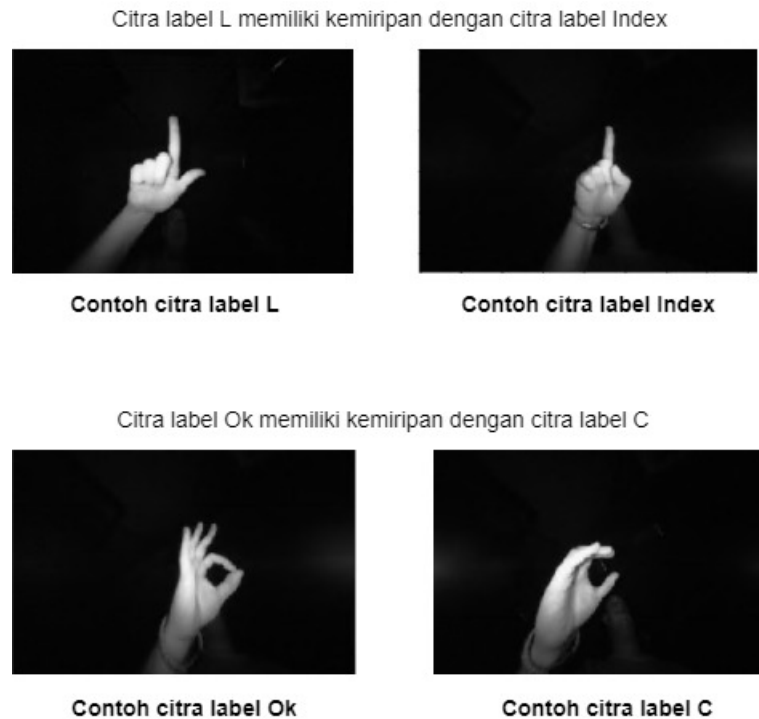 Citra label L memiliki kemiripan dengan citra label Index
Contoh citra label L
Contoh citra label Index
Citra label Ok memiliki kemiripan dengan citra label C
Contoh citra label Ok
Contoh citra label C